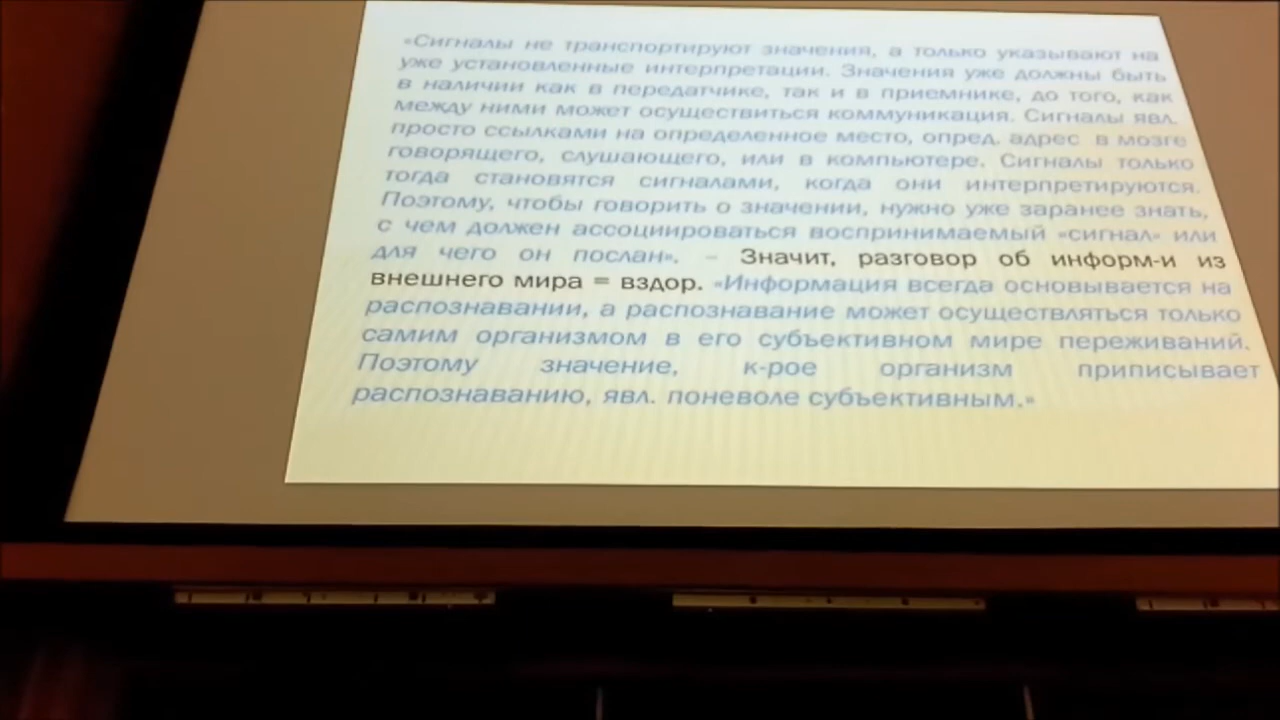 «Сигналы не транспортируют значения, а только указывают на
уже установленные интерпретации. Значения уже должны быть
в наличии как в передатчике, так и в приемнике, до того, как
между ними может осуществиться коммуникация. Сигналы явл.
просто ссылками на определенное место, опред. адрес в мозге
говорящего, слушающего, или в компьютере. Сигналы только
тогда становятся сигналами, когда они интерпретируются.
Поэтому, чтобы говорить о значении, нужно уже заранее знать,
с чем должен ассоциироваться воспринимаемый «сигнал» или
для чего он послан». – Значит, разговор об информ-и из
внешнего мира = вздор. «Информация всегда основывается на
распознавании, а распознавание может осуществляться только
самим организмом в его субъективном мире переживаний.
Поэтому значение, к-рое организм приписывает
распознаванию, явл. поневоле субъективным.»